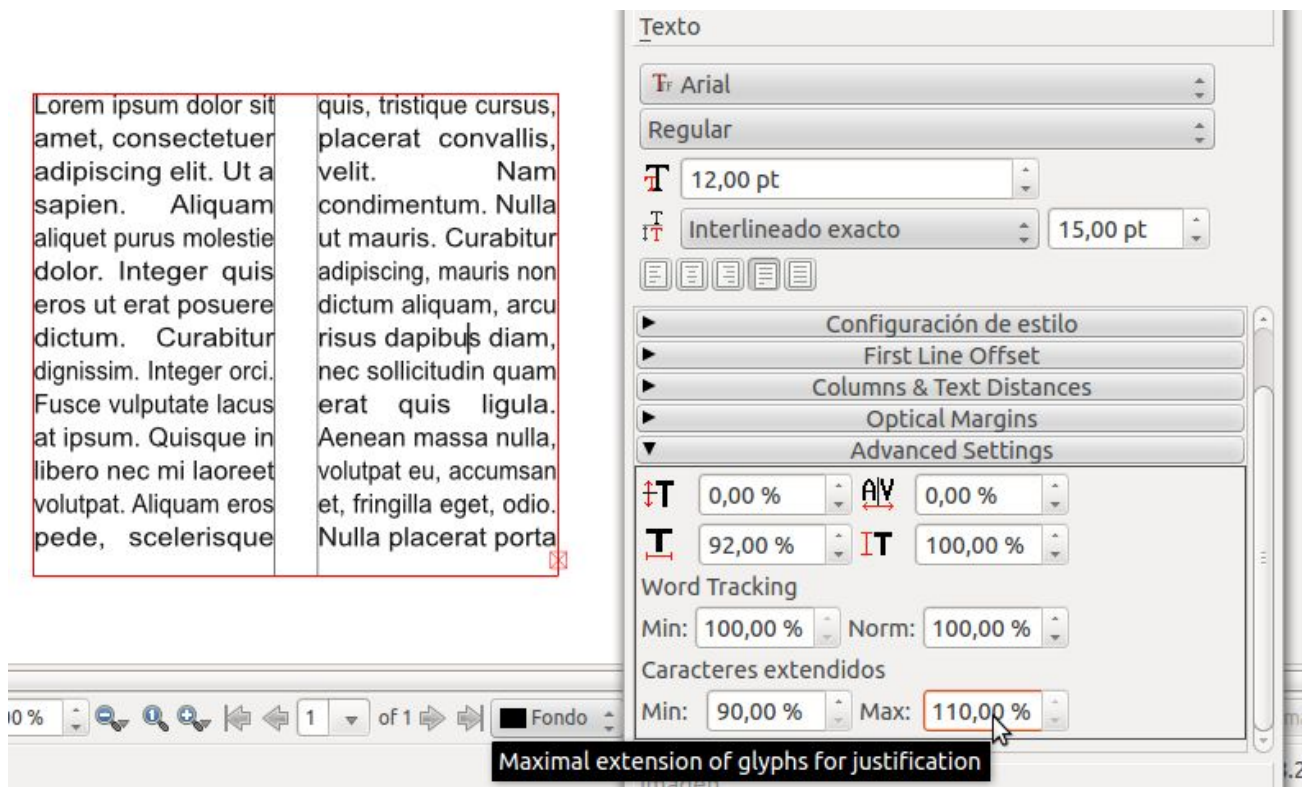 Lorem ipsum dolor sit
amet, consectetuer
adipiscing elit. Ut a
sapien. Aliquam
aliquet purus molestie
dolor. Integer quis
eros ut erat posuere
dictum. Curabitur
dignissim. Integer orci.
Fusce vulputate lacus
at ipsum. Quisque in
libero nec mi laoreet
volutpat. Aliquam eros
pede, scelerisque
quis, tristique cursus,
placerat convallis,
velit. Nam
condimentum. Nulla
ut mauris. Curabitur
adipiscing, mauris non
dictum aliquam, arcu
risus dapibus diam,
nec sollicitudin quam
erat quis ligula.
Aenean massa nulla,
volutpat eu, accumsan
et, fringilla eget, odio.
Nulla placerat porta
Texto
Arial
Regular
12,00 pt
Interlineado exacto 15,00 pt
Configuración de estilo
First Line Offset
Columns & Text Distances
Optical Margins
Advanced Settings
0,00 % 0,00 %
92,00 % 100,00 %
Word Tracking
Min: 100,00 % Norm: 100,00 %
Caracteres extendidos
Min: 90,00 % Max: 110,00 %
1 of 1 Fondo
Maximal extension of glyphs for justification